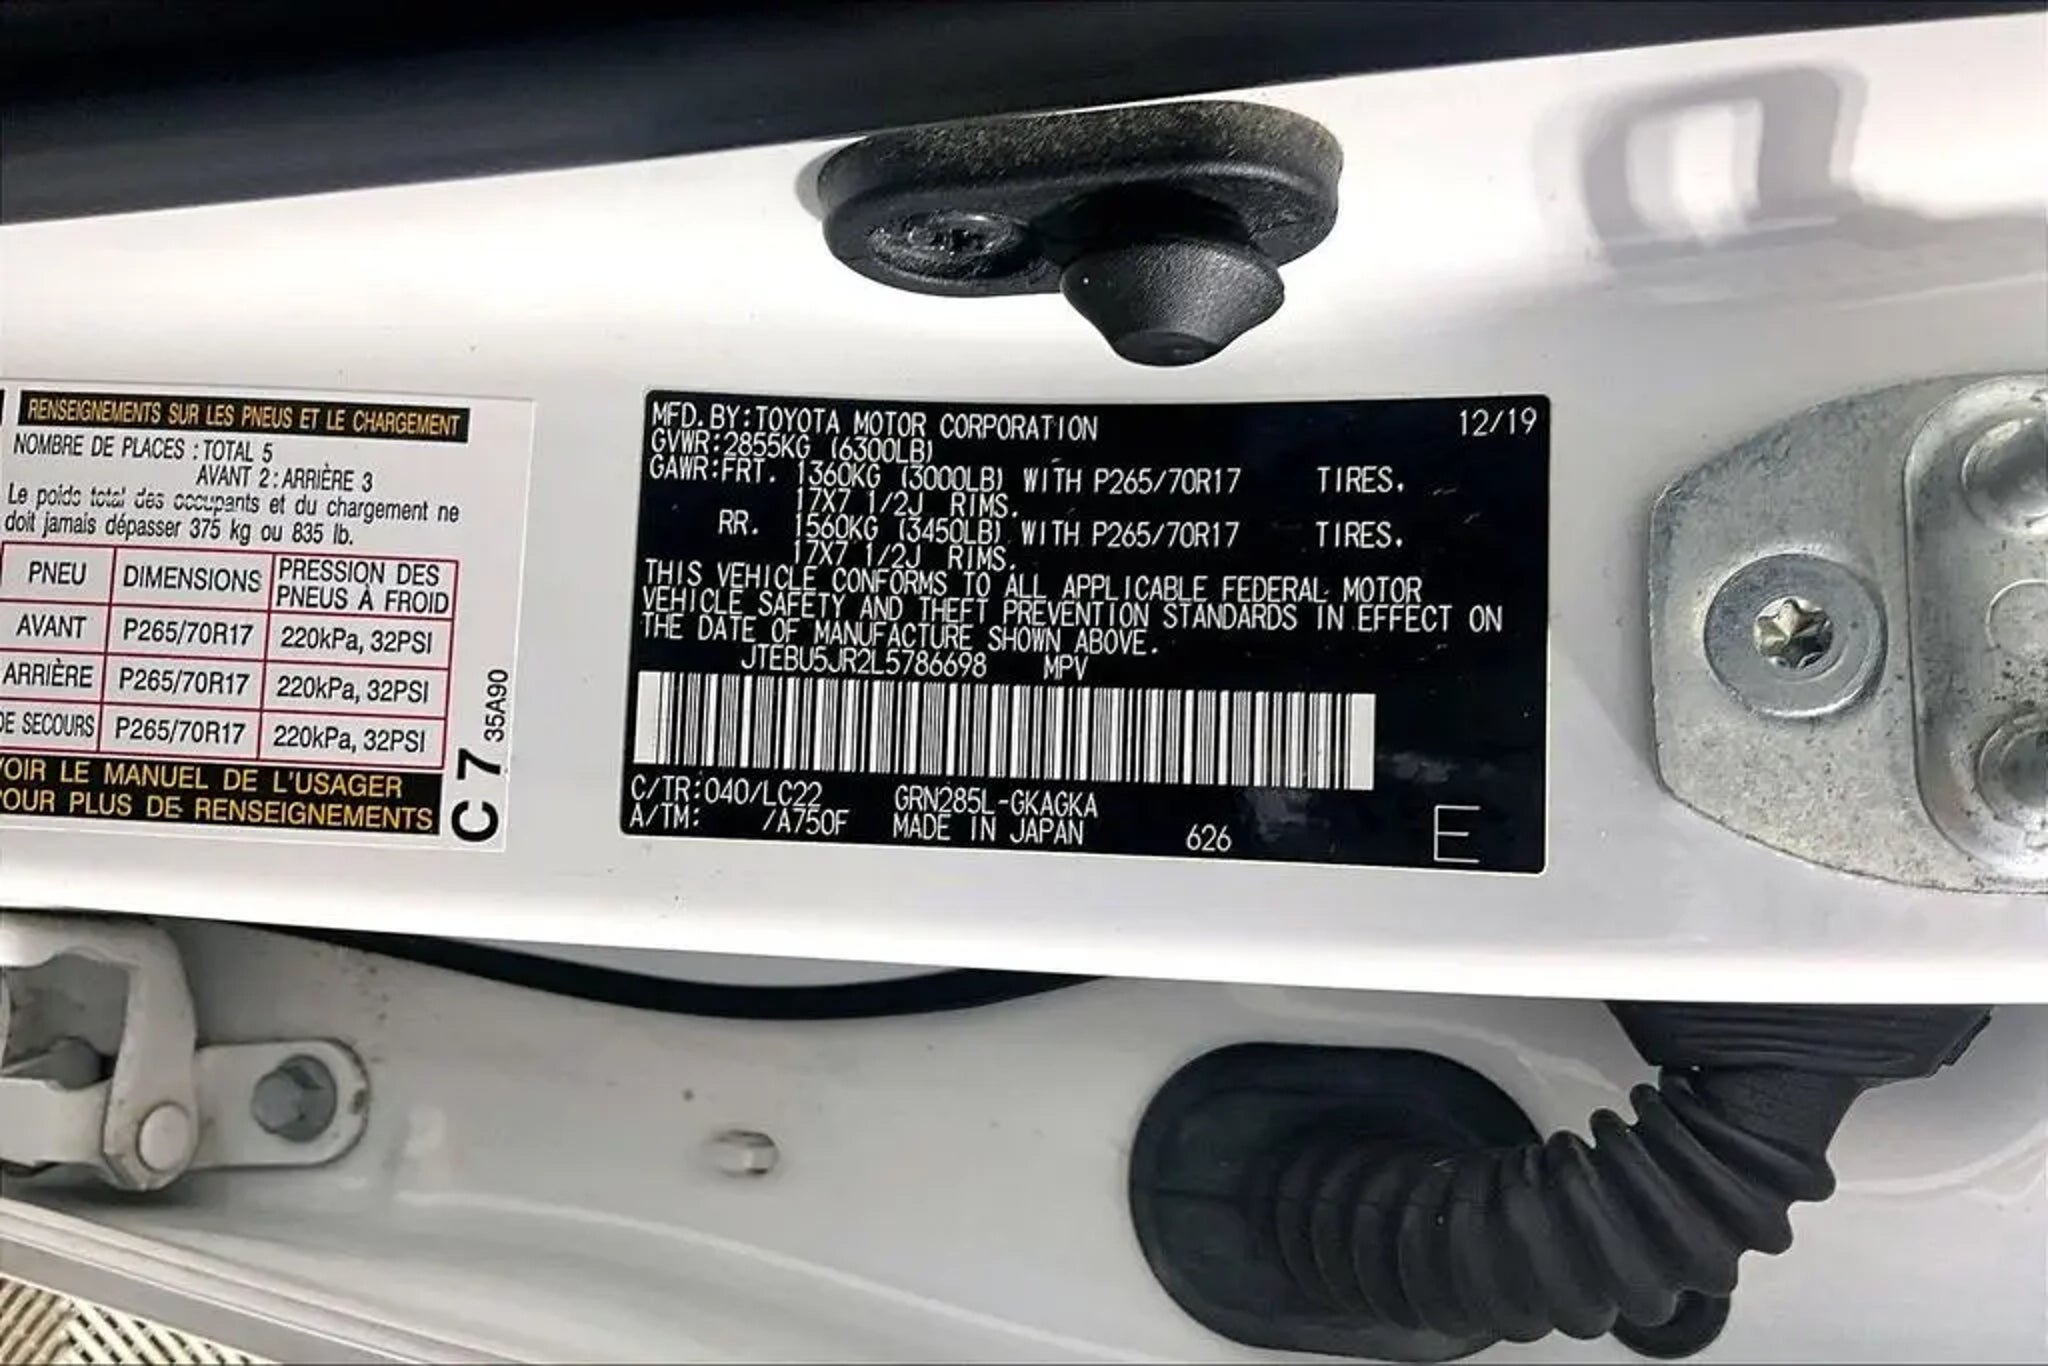 RENSEIGNEMENTS SUR LES PNEUS ET LE CHARGEMENT
NOMBRE DE PLACES : TOTAL 5
AVANT 2 : ARRIÈRE 3
Le poids total des occupants et du chargement ne
doit jamais dépasser 375 kg ou 835 lb.
PNEU DIMENSIONS PRESSION DES PNEUS À FROID
AVANT P265/70R17 220kPa, 32PSI
ARRIÈRE P265/70R17 220kPa, 32PSI
DE SECOURS P265/70R17 220kPa, 32PSI
VOIR LE MANUEL DE L'USAGER
POUR PLUS DE RENSEIGNEMENTS
C 7 35A90
MFD. BY: TOYOTA MOTOR CORPORATION 12/19
GVWR: 2855KG (6300LB)
GAWR: FRT. 1360KG (3000LB) WITH P265/70R17 TIRES.
17X7 1/2J RIMS.
RR. 1560KG (3450LB) WITH P265/70R17 TIRES.
17X7 1/2J RIMS.
THIS VEHICLE CONFORMS TO ALL APPLICABLE FEDERAL MOTOR
VEHICLE SAFETY AND THEFT PREVENTION STANDARDS IN EFFECT ON
THE DATE OF MANUFACTURE SHOWN ABOVE.
JTEBU5JR2L5786698 MPV
C/TR: 040/LC22 GRN285L-GKAGKA
A/TM: /A750F MADE IN JAPAN 626 E